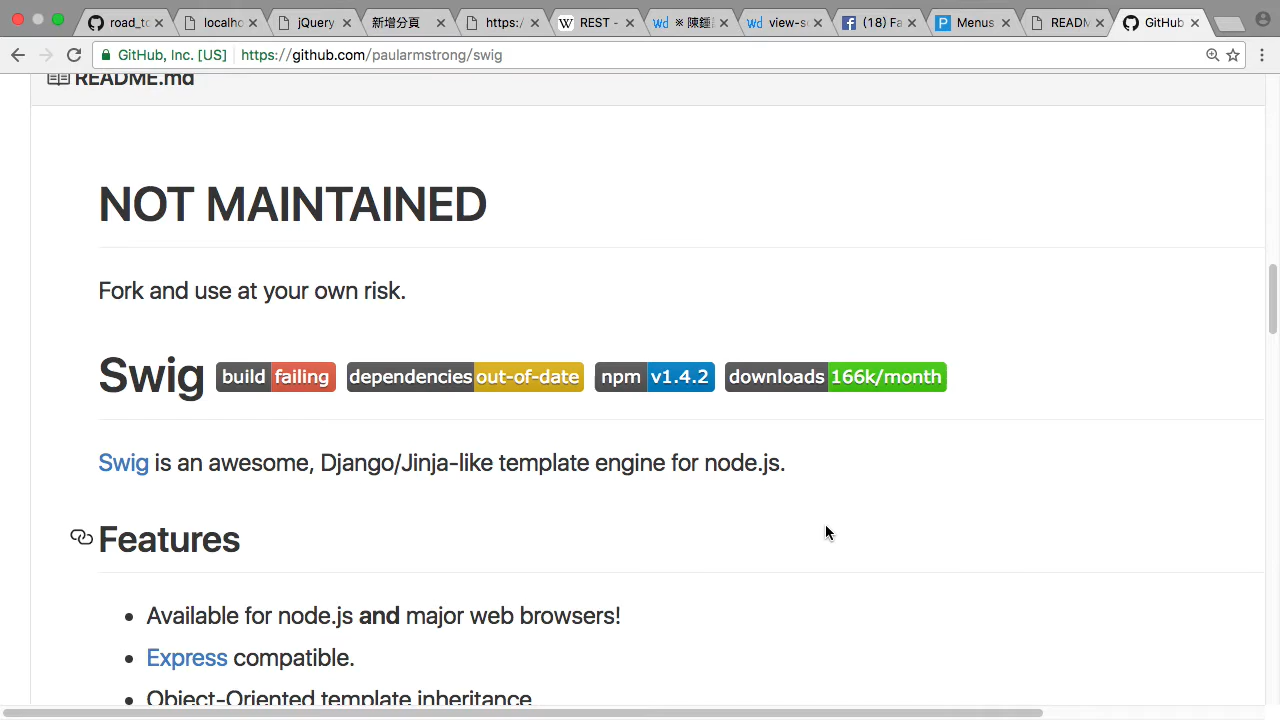 road_to
localho
jQuery
新增分頁
https:/
REST -
※ 陳鍾
view-so
(18) Fa
Menus
READM
GitHub
GitHub, Inc. [US] https://github.com/paularmstrong/swig
README.md
NOT MAINTAINED
Fork and use at your own risk.
Swig build failing dependencies out-of-date npm v1.4.2 downloads 166k/month
Swig is an awesome, Django/Jinja-like template engine for node.js.
Features
Available for node.js and major web browsers!
Express compatible.
Object-Oriented template inheritance